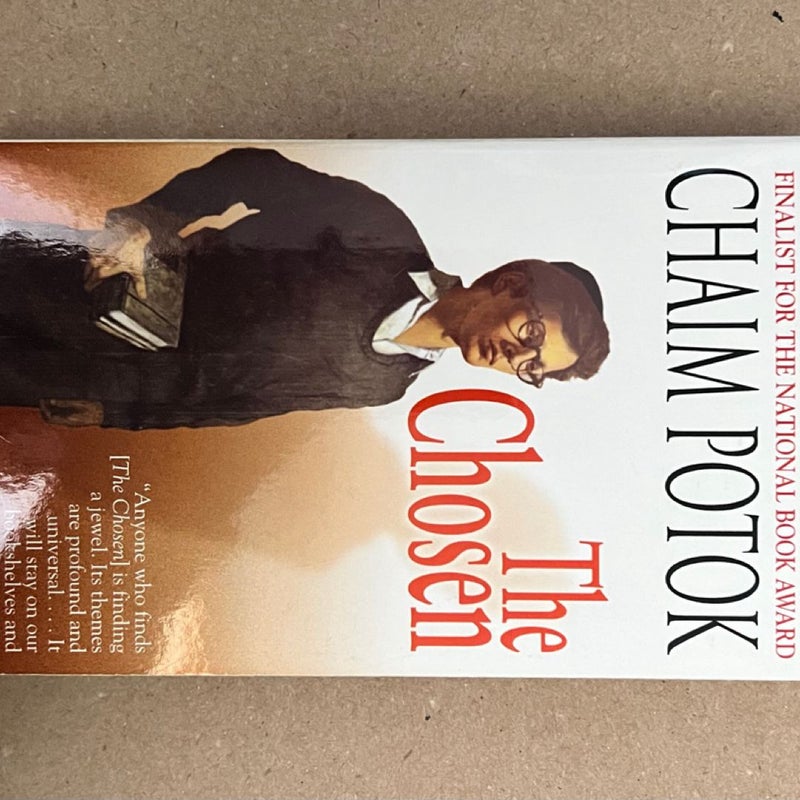 FINALIST FOR THE NATIONAL BOOK AWARD
CHAIM POTOK
The
Chosen
“Anyone who finds
[The Chosen] is finding
a jewel. Its themes
are profound and
universal. . . . It
will stay on our
bookshelves and